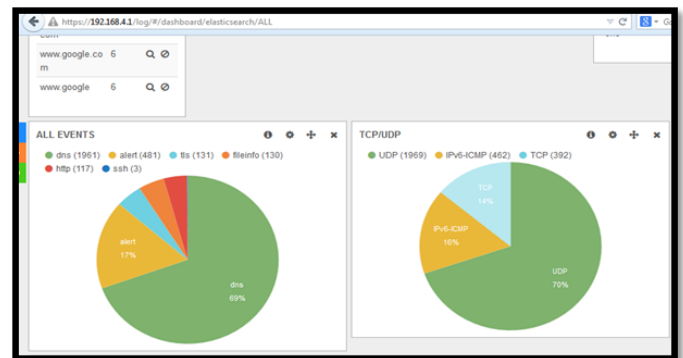 https://192.168.4.1/log/#/dashboard/elasticsearch/ALL
www.google.co 6
m
www.google 6
ALL EVENTS
dns (1961) alert (481) tls (131) fileinfo (130)
http (117) ssh (3)
alert
17%
dns
69%
TCP/UDP
UDP (1969) IPv6-ICMP (462) TCP (392)
TCP
14%
IPv6-ICMP
16%
UDP
70%